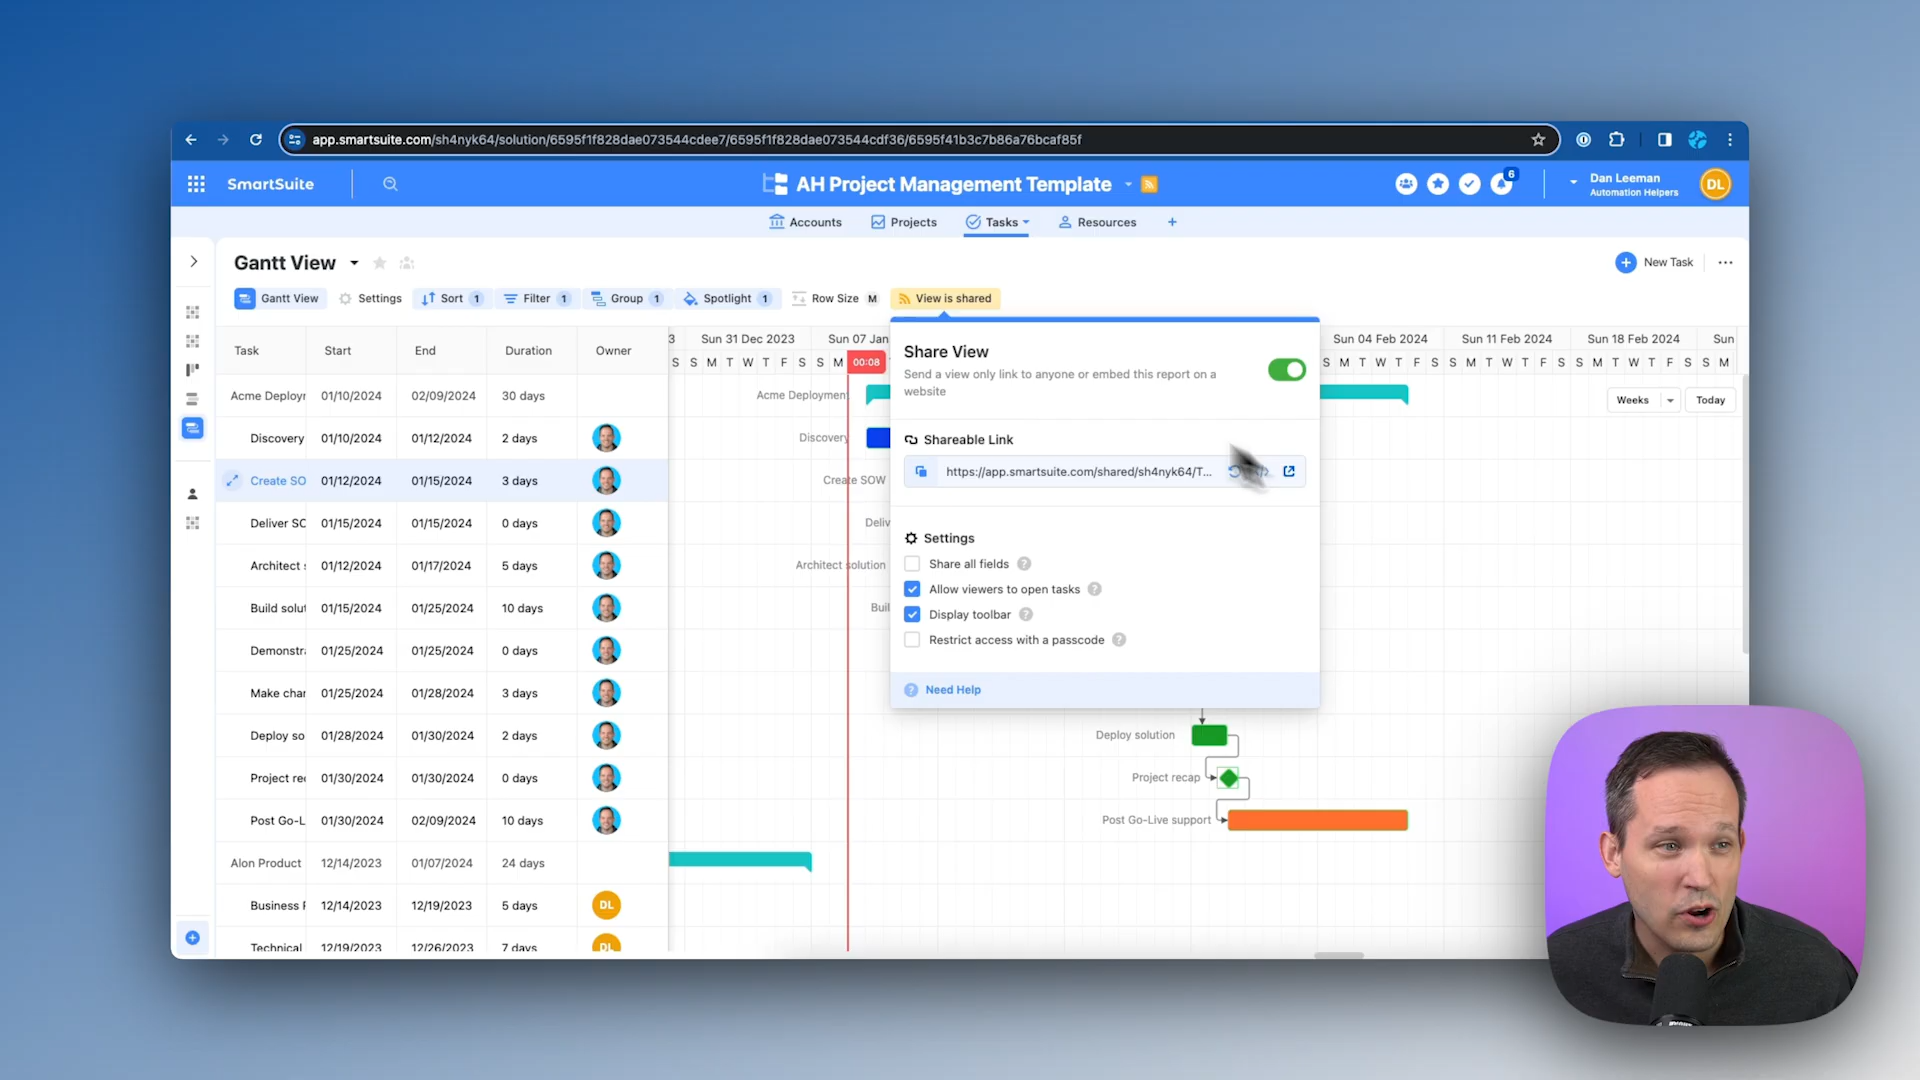 app.smartsuite.com/sh4nyk64/solution/6595f1f828dae073544cdee7/6595f1f828dae073544cdf36/6595f41b3c7b86a76bcaf85f
SmartSuite
AH Project Management Template
6
Dan Leeman
Automation Helpers
DL
Accounts
Projects
Tasks
Resources
Gantt View
New Task
Gantt View
Settings
Sort 1
Filter 1
Group 1
Spotlight 1
Row Size M
View is shared
Task Start End Duration Owner
3 Sun 31 Dec 2023 Sun 07 Jan Sun 04 Feb 2024 Sun 11 Feb 2024 Sun 18 Feb 2024 Sun
S S M T W T F S S M 00:08 S M T W T F S S M T W T F S S M T W T F S S M
Weeks
Today
Acme Deployr 01/10/2024 02/09/2024 30 days
Acme Deployment
Discovery 01/10/2024 01/12/2024 2 days
Discovery
Create SO 01/12/2024 01/15/2024 3 days
Create SOW
Deliver SC 01/15/2024 01/15/2024 0 days
Deliv
Architect s 01/12/2024 01/17/2024 5 days
Architect solution
Build solut 01/15/2024 01/25/2024 10 days
Buil
Demonstra 01/25/2024 01/25/2024 0 days
Make char 01/25/2024 01/28/2024 3 days
Deploy so 01/28/2024 01/30/2024 2 days
Deploy solution
Project rec 01/30/2024 01/30/2024 0 days
Project recap
Post Go-L 01/30/2024 02/09/2024 10 days
Post Go-Live support
Alon Product 12/14/2023 01/07/2024 24 days
Business F 12/14/2023 12/19/2023 5 days DL
Technical 12/19/2023 12/26/2023 7 days DL
Share View
Send a view only link to anyone or embed this report on a
website
Shareable Link
https://app.smartsuite.com/shared/sh4nyk64/T...
Settings
Share all fields ?
Allow viewers to open tasks ?
Display toolbar ?
Restrict access with a passcode ?
? Need Help